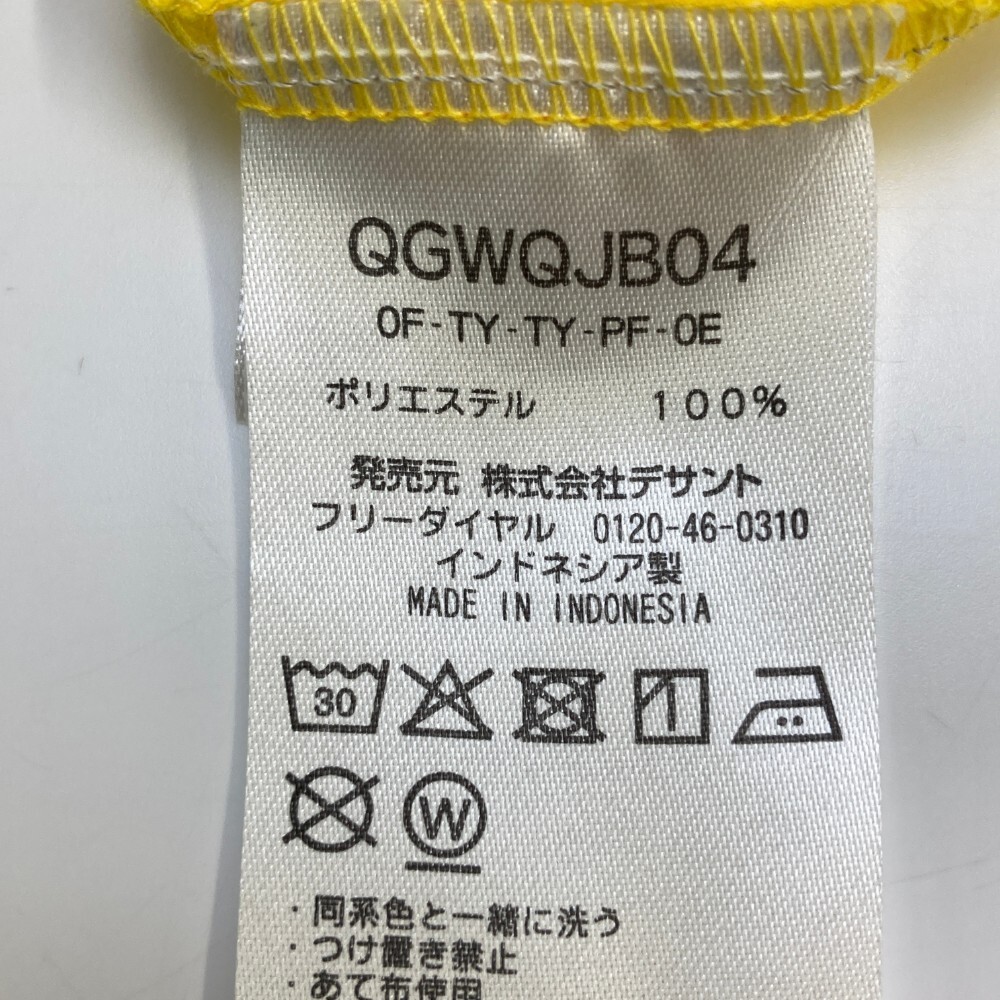 QGWQJB04
0F-TY-TY-PF-0E
ポリエステル 100%
発売元 株式会社デサント
フリーダイヤル 0120-46-0310
インドネシア製
MADE IN INDONESIA
30
W
・同系色と一緒に洗う
・つけ置き禁止
・あて布使用